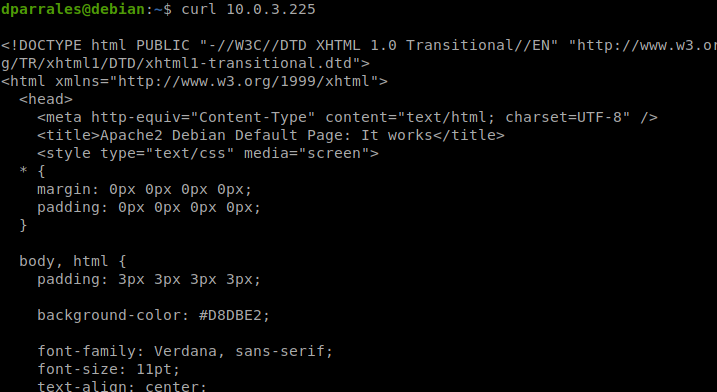 dparrales@debian:~$ curl 10.0.3.225
<!DOCTYPE html PUBLIC "-//W3C//DTD XHTML 1.0 Transitional//EN" "http://www.w3.or
g/TR/xhtml1/DTD/xhtml1-transitional.dtd">
<html xmlns="http://www.w3.org/1999/xhtml">
  <head>
    <meta http-equiv="Content-Type" content="text/html; charset=UTF-8" />
    <title>Apache2 Debian Default Page: It works</title>
    <style type="text/css" media="screen">
  * {
    margin: 0px 0px 0px 0px;
    padding: 0px 0px 0px 0px;
  }
  body, html {
    padding: 3px 3px 3px 3px;
    background-color: #D8DBE2;
    font-family: Verdana, sans-serif;
    font-size: 11pt;
    text-align: center;